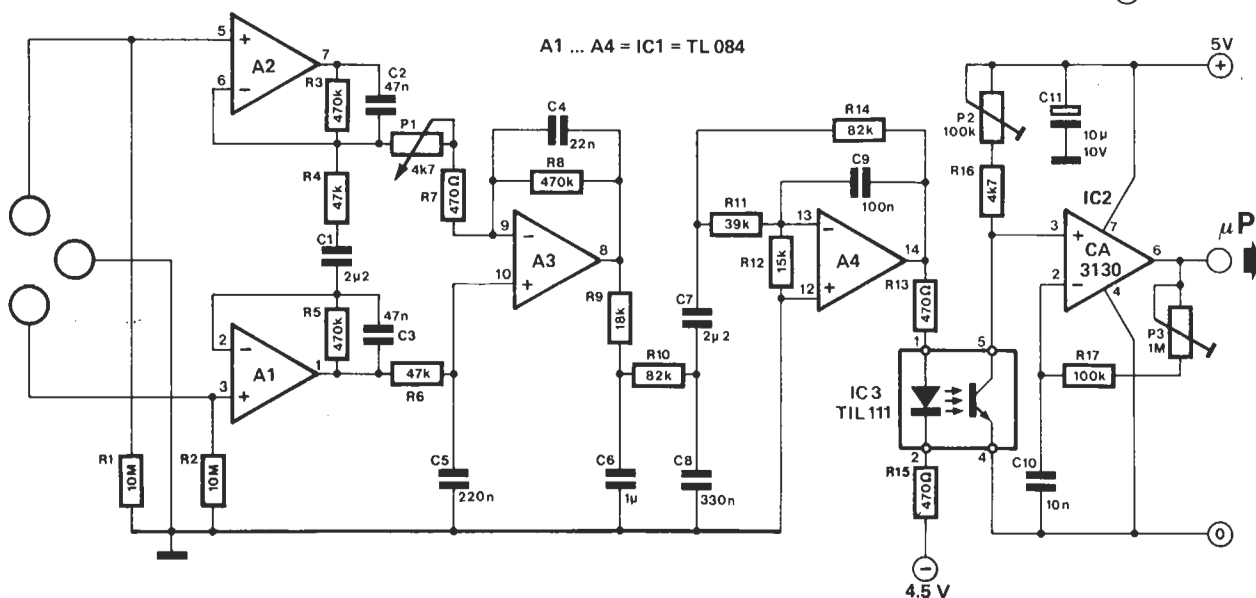 A1 ... A4 = IC1 = TL 084
5
+
A2
7
6
−
R3
470k
C2
47n
P1
4k7
R4
47k
C1
2µ2
R7
470Ω
C4
22n
R8
470k
9
−
A3
8
10
+
R5
470k
47n
C3
2
−
A1
1
3
+
47k
R6
R1
10M
R2
10M
C5
220n
R9
18k
R10
82k
C6
1µ
C7
2µ2
C8
330n
R14
82k
C9
100n
R11
39k
R12
15k
13
−
A4
14
12
+
R13
470Ω
1
5
IC3
TIL111
2
4
R15
470Ω
−
4.5 V
5V
+
P2
100k
C11
10µ
10V
R16
4k7
IC2
3
+
7
CA
3130
6
2
−
4
µP
P3
1M
R17
100k
C10
10n
0